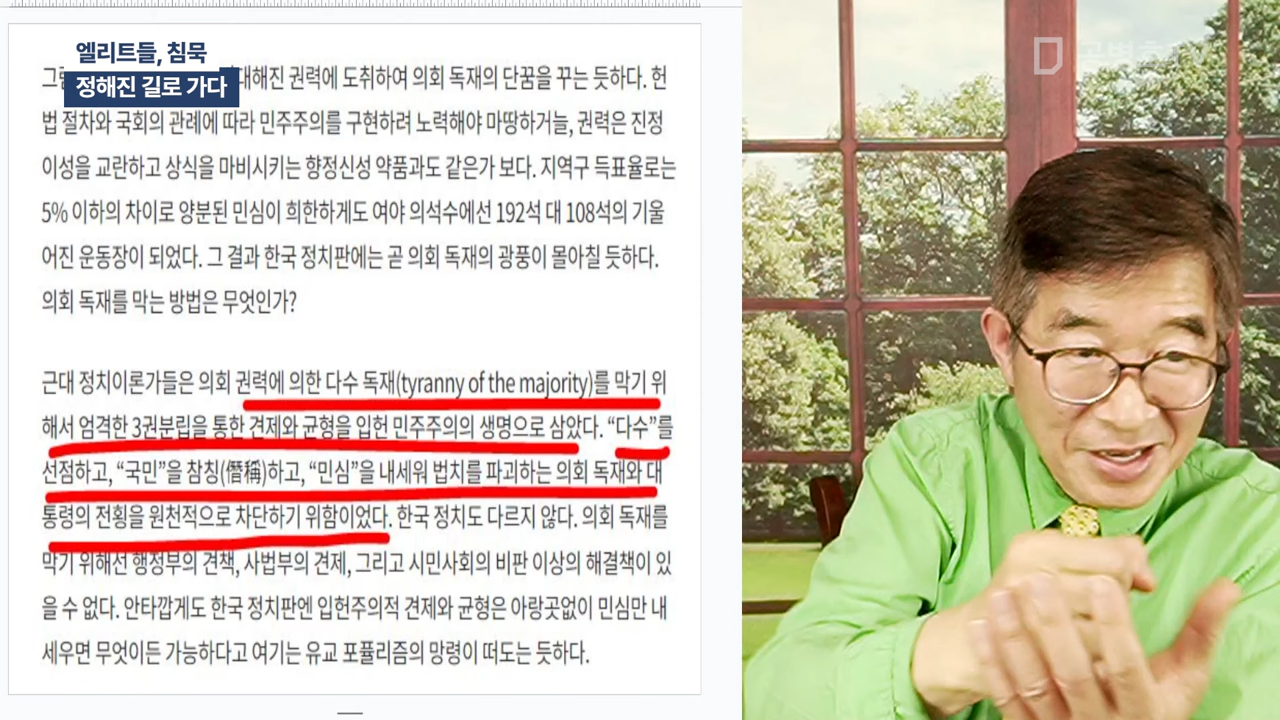 엘리트들, 침묵
정해진 길로 가다
대해진 권력에 도취하여 의회 독재의 단꿈을 꾸는 듯하다. 헌
법 절차와 국회의 관례에 따라 민주주의를 구현하려 노력해야 마땅하거늘, 권력은 진정
이성을 교란하고 상식을 마비시키는 향정신성 약품과도 같은가 보다. 지역구 득표율로는
5% 이하의 차이로 양분된 민심이 희한하게도 여야 의석수에선 192석 대 108석의 기울
어진 운동장이 되었다. 그 결과 한국 정치판에는 곧 의회 독재의 광풍이 몰아칠 듯하다.
의회 독재를 막는 방법은 무엇인가?
근대 정치이론가들은 의회 권력에 의한 다수 독재(tyranny of the majority)를 막기 위
해서 엄격한 3권분립을 통한 견제와 균형을 입헌 민주주의의 생명으로 삼았다. “다수”를
선점하고, “국민”을 참칭(僭稱)하고, “민심”을 내세워 법치를 파괴하는 의회 독재와 대
통령의 전횡을 원천적으로 차단하기 위함이었다. 한국 정치도 다르지 않다. 의회 독재를
막기 위해선 행정부의 견책, 사법부의 견제, 그리고 시민사회의 비판 이상의 해결책이 있
을 수 없다. 안타깝게도 한국 정치판엔 입헌주의적 견제와 균형은 아랑곳없이 민심만 내
세우면 무엇이든 가능하다고 여기는 유교 포퓰리즘의 망령이 떠도는 듯하다.